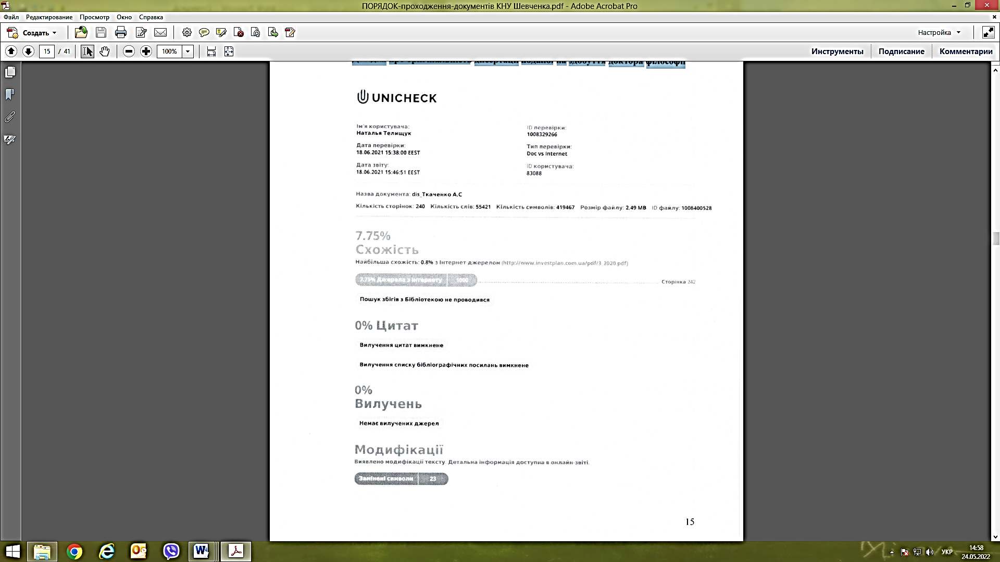 ПОРЯДОК-проходження-документів КНУ Шевченка.pdf - Adobe Acrobat Pro
Файл Редактирование Просмотр Окно Справка
Создать
Настройка
15 / 41
100%
Инструменты Подписание Комментарии
дисертації поданої на здобуття доктора філософії
UNICHECK
Ім'я користувача:
Наталья Телищук
ID перевірки:
1008329266
Дата перевірки:
18.06.2021 15:38:00 EEST
Тип перевірки:
Doc vs Internet
Дата звіту:
18.06.2021 15:46:51 EEST
ID користувача:
83088
Назва документа: dis_Ткаченко А.С
Кількість сторінок: 240 Кількість слів: 55421 Кількість символів: 419467 Розмір файлу: 2.49 MB ID файлу: 1008400528
7.75%
Схожість
Найбільша схожість: 0.8% з Інтернет-джерелом (http://www.investplan.com.ua/pdf/3_2020.pdf)
7.75% Джерела з Інтернету 1000
Сторінка 242
Пошук збігів з Бібліотекою не проводився
0% Цитат
Вилучення цитат вимкнене
Вилучення списку бібліографічних посилань вимкнене
0%
Вилучень
Немає вилучених джерел
Модифікації
Виявлено модифікації тексту. Детальна інформація доступна в онлайн-звіті.
Замінені символи 23
15
УКР
14:58
24.05.2022